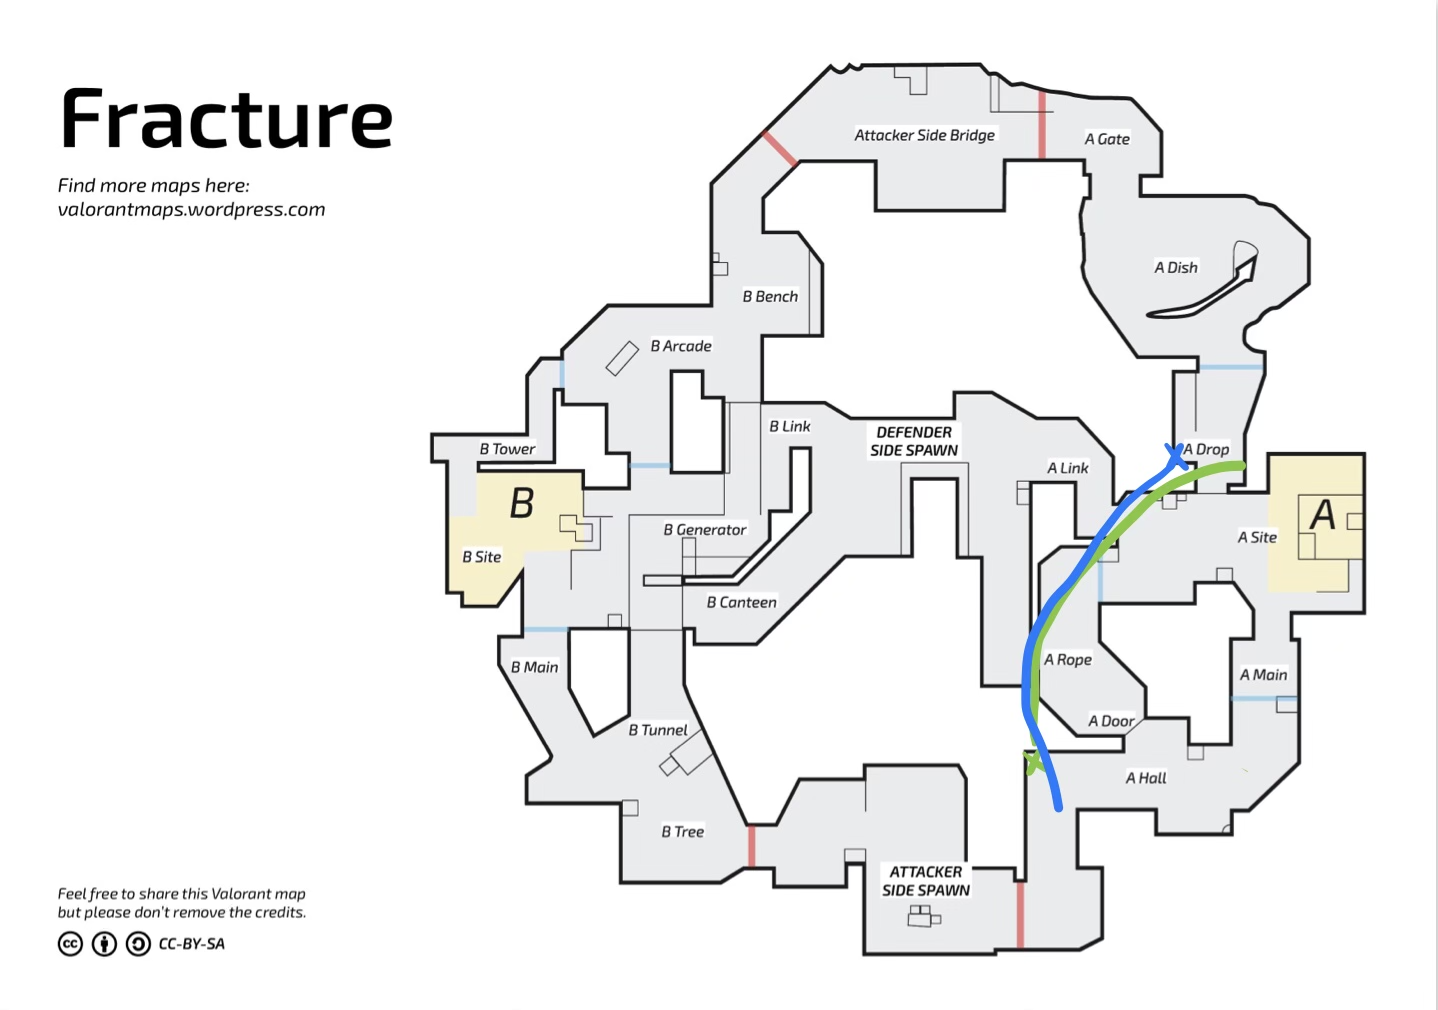 Fracture
Find more maps here:
valorantmaps.wordpress.com
Attacker Side Bridge
A Gate
A Dish
B Bench
B Arcade
B Link
DEFENDER
SIDE SPAWN
B Tower
A Drop
A Link
B
A
B Generator
A Site
B Site
B Canteen
A Rope
B Main
A Main
B Tunnel
A Door
A Hall
B Tree
ATTACKER
SIDE SPAWN
Feel free to share this Valorant map
but please don't remove the credits.
cc CC-BY-SA